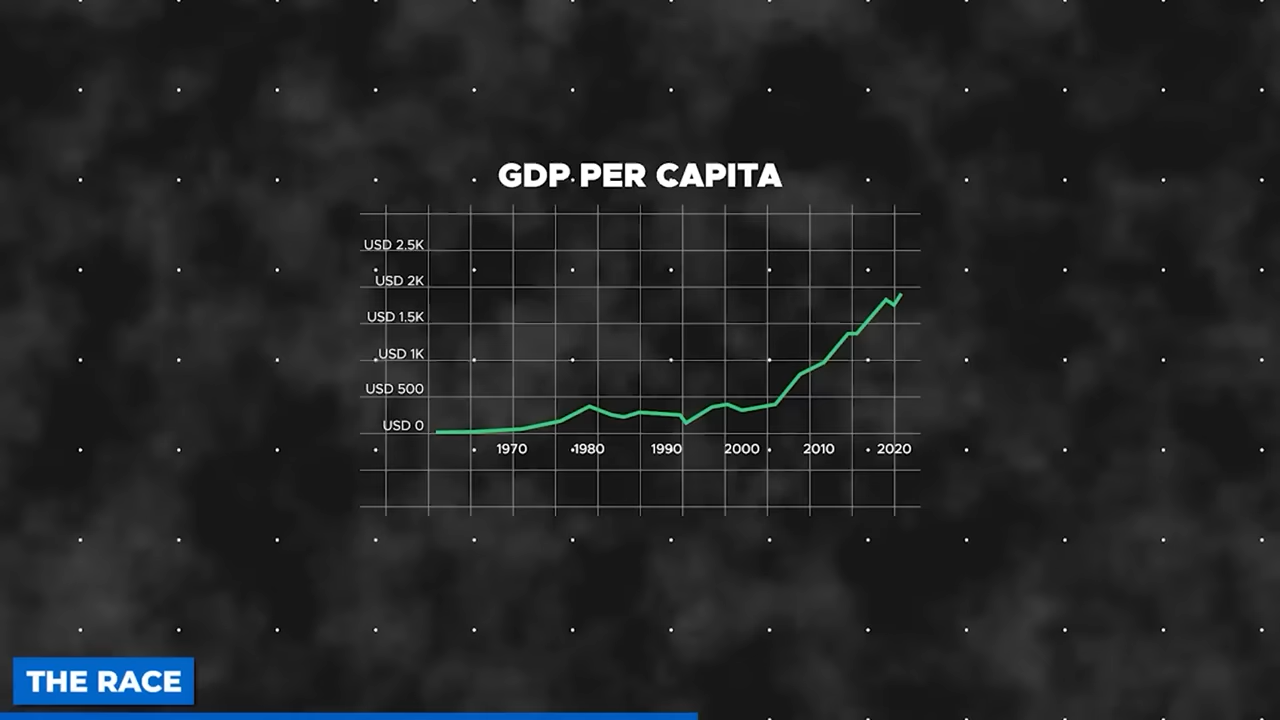 GDP PER CAPITA
USD 2.5K
USD 2K
USD 1.5K
USD 1K
USD 500
USD 0
1970 1980 1990 2000 2010 2020
THE RACE